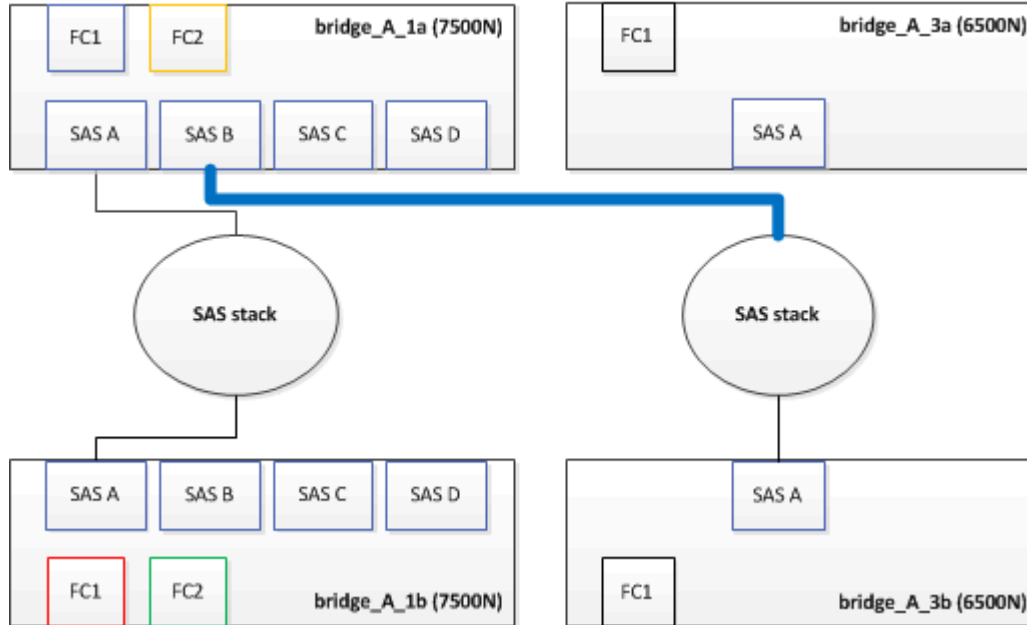 FC1
FC2
bridge_A_1a (7500N)
SAS A
SAS B
SAS C
SAS D
FC1
bridge_A_3a (6500N)
SAS A
SAS stack
SAS stack
SAS A
SAS B
SAS C
SAS D
FC1
FC2
bridge_A_1b (7500N)
SAS A
FC1
bridge_A_3b (6500N)